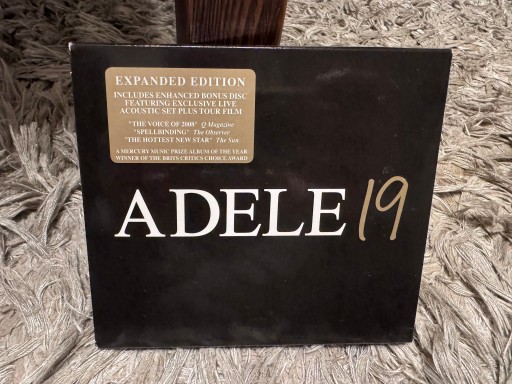 EXPANDED EDITION
INCLUDES ENHANCED BONUS DISC
FEATURING EXCLUSIVE LIVE
ACOUSTIC SET PLUS TOUR FILM
"THE VOICE OF 2008" Q Magazine
"SPELLBINDING" The Observer
"THE HOTTEST NEW STAR" The Sun
A MERCURY MUSIC PRIZE ALBUM OF THE YEAR
WINNER OF THE BRITS CRITICS CHOICE AWARD
ADELE 19